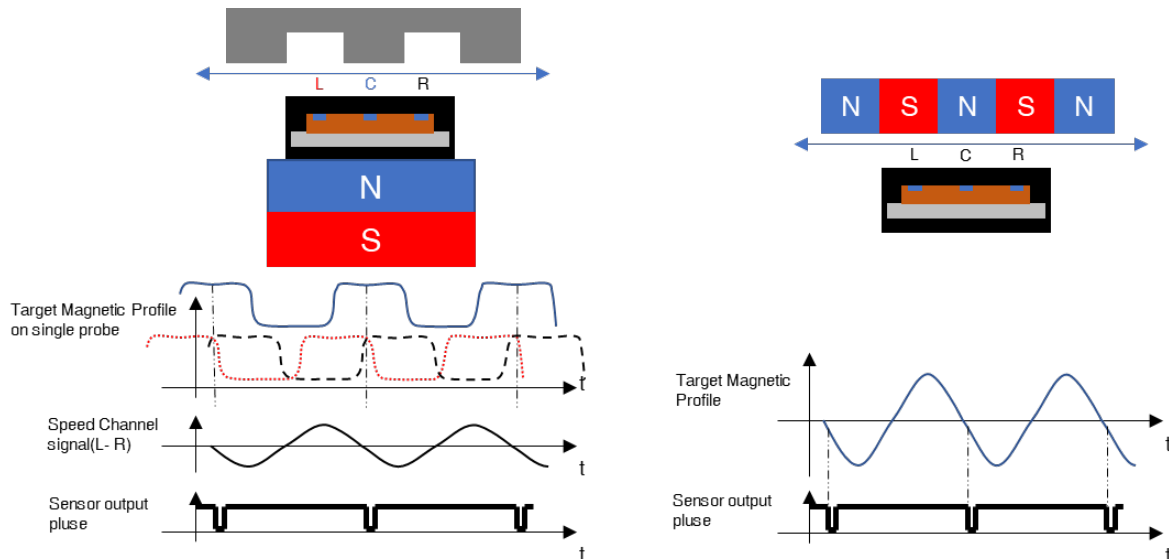 L C R
N
S
Target Magnetic Profile
on single probe
t
Speed Channel
signal(L- R)
t
Sensor output
pluse
t
N S N S N
L C R
Target Magnetic
Profile
t
Sensor output
pluse
t